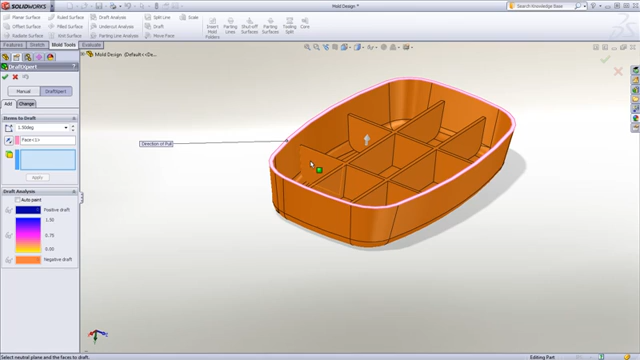 SOLIDWORKS
Mold Design *
Search Knowledge Base
Planar Surface
Ruled Surface
Draft Analysis
Split Line
Scale
Offset Surface
Filled Surface
Undercut Analysis
Draft
Radiate Surface
Knit Surface
Parting Line Analysis
Move Face
Insert Mold Folders
Parting Lines
Shut-off Surfaces
Parting Surfaces
Tooling Split
Core
Features
Sketch
Mold Tools
Evaluate
Mold Design (Default<<De...
DraftXpert
Manual
DraftXpert
Add
Change
Items to Draft
1.00deg
Face<1>
Apply
Draft Analysis
Auto paint
Positive draft
1.50
0.75
0.00
Negative draft
Direction of Pull
Select neutral plane and the faces to draft.
Editing Part